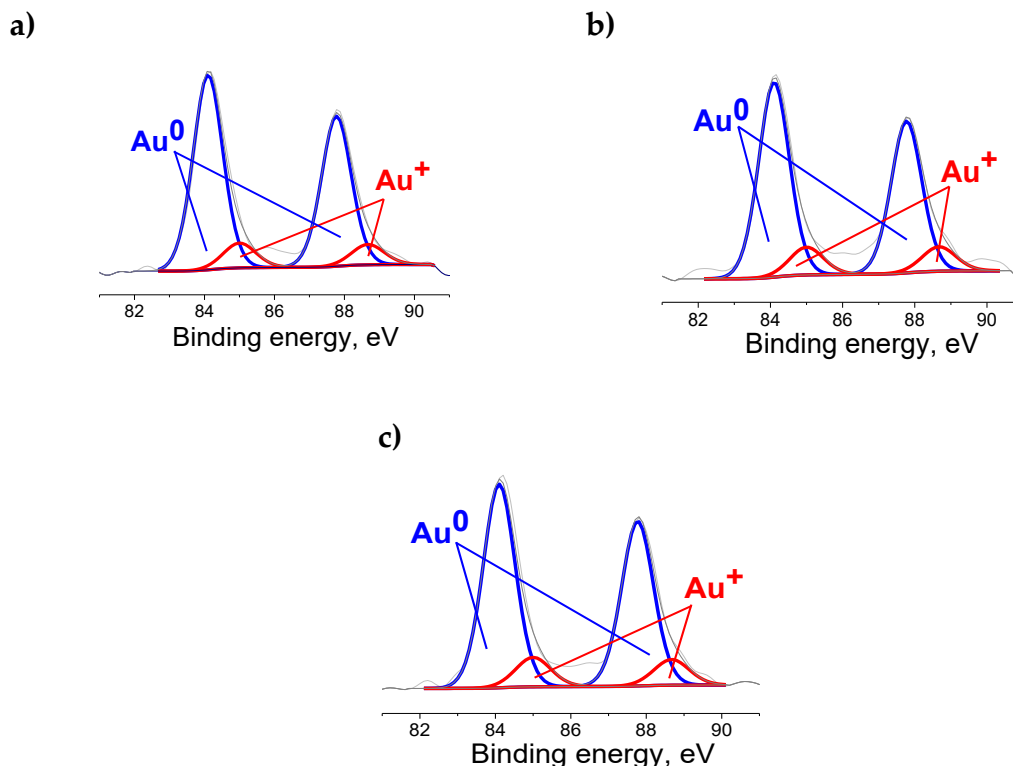 a)
Au⁰
Au⁺
82 84 86 88 90
Binding energy, eV
b)
Au⁰
Au⁺
82 84 86 88 90
Binding energy, eV
c)
Au⁰
Au⁺
82 84 86 88 90
Binding energy, eV